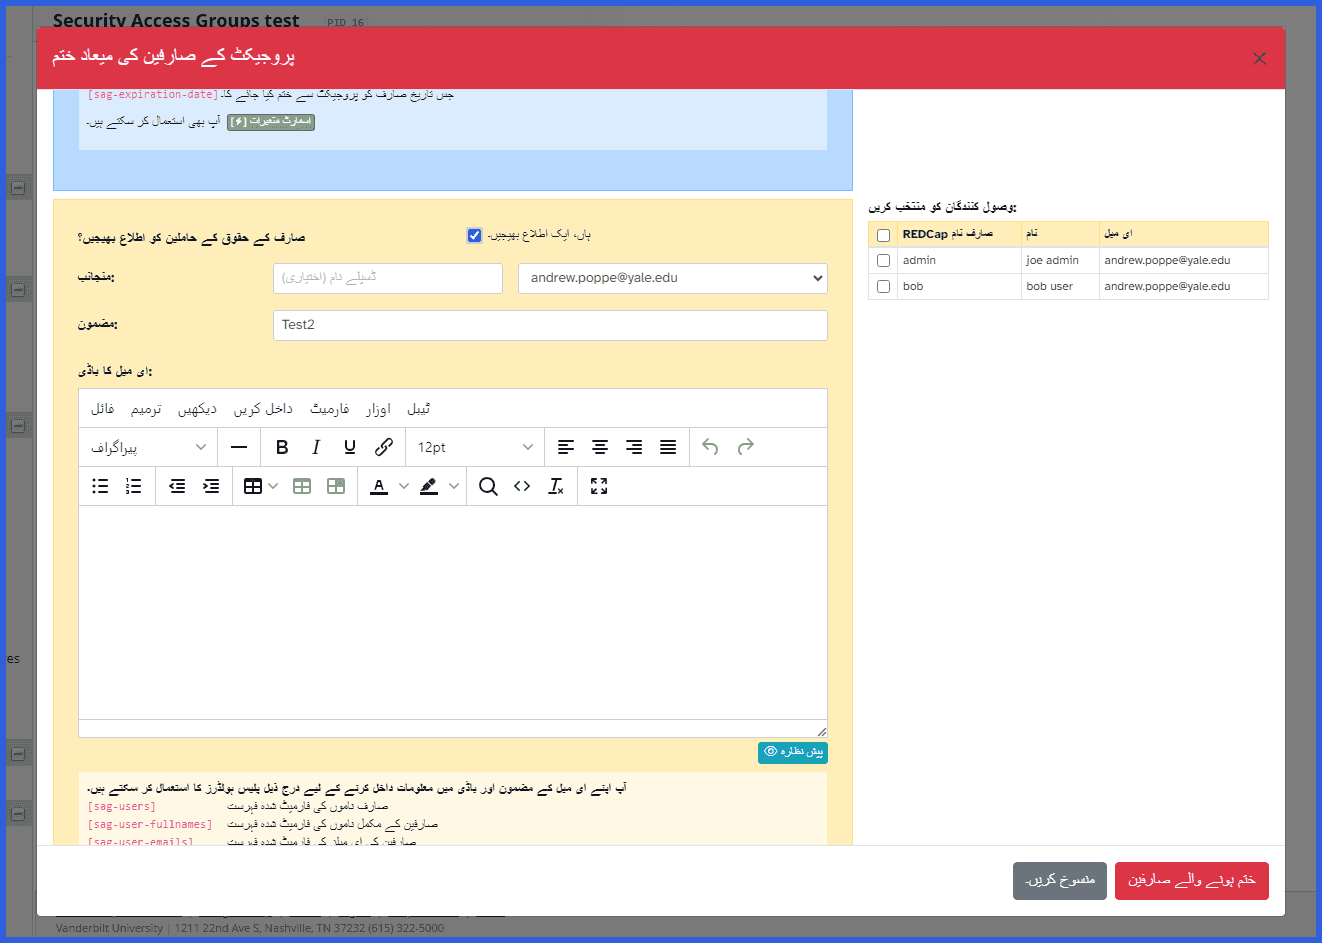 Security Access Groups test PID 16
پروجیکٹ کے صارفین کی میعاد ختم
[sag-expiration-date] جس تاریخ صارف کو پروجیکٹ سے ختم کیا جائے گا۔
آپ بھی استعمال کر سکتے ہیں۔ [⚡] اسمارٹ متغیرات
صارف کے حقوق کے حاملین کو اطلاع بھیجیں؟
ہاں، ایک اطلاع بھیجیں۔
منجانب:
ڈسپلے نام (اختیاری)
andrew.poppe@yale.edu
مضمون:
Test2
ای میل کا باڈی:
فائل ترمیم دیکھیں داخل کریں فارمیٹ اوزار ٹیبل
پیراگراف B I U 12pt
پیش نظارہ
آپ اپنے ای میل کے مضمون اور باڈی میں معلومات داخل کرنے کے لیے درج ذیل پلیس ہولڈرز کا استعمال کر سکتے ہیں۔
[sag-users] صارف ناموں کی فارمیٹ شدہ فہرست
[sag-user-fullnames] صارفین کے مکمل ناموں کی فارمیٹ شدہ فہرست
[sag-user-emails] صارفین کی ای میلز کی فارمیٹ شدہ فہرست
وصول کنندگان کو منتخب کریں:
REDCap صارف نام نام ای میل
admin joe admin andrew.poppe@yale.edu
bob bob user andrew.poppe@yale.edu
منسوخ کریں۔
ختم ہونے والے صارفین
Vanderbilt University | 1211 22nd Ave S, Nashville, TN 37232 (615) 322-5000